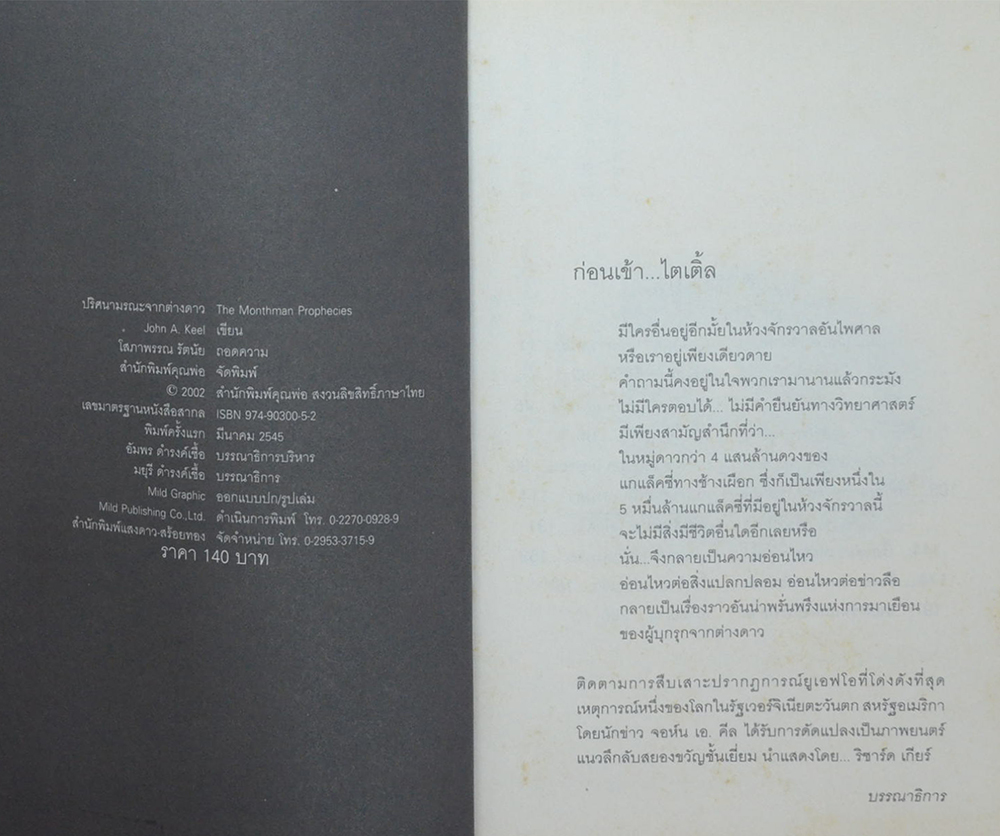 ปริศนามรณะจากต่างดาว The Monthman Prophecies
John A. Keel เขียน
โสภาพรรณ รัตนัย ถอดความ
สำนักพิมพ์คุณพ่อ จัดพิมพ์
© 2002 สำนักพิมพ์คุณพ่อ สงวนลิขสิทธิ์ภาษาไทย
เลขมาตรฐานหนังสือสากล ISBN 974-90300-5-2
พิมพ์ครั้งแรก มีนาคม 2545
อัมพร ดำรงค์เชื้อ บรรณาธิการบริหาร
มยุรี ดำรงค์เชื้อ บรรณาธิการ
Mild Graphic ออกแบบปก/รูปเล่ม
Mild Publishing Co.,Ltd. ดำเนินการพิมพ์ โทร. 0-2270-0928-9
สำนักพิมพ์แสงดาว-สร้อยทอง จัดจำหน่าย โทร. 0-2953-3715-9
ราคา 140 บาท
ก่อนเข้า...ไตเติ้ล
มีใครอื่นอยู่อีกมั้ยในห้วงจักรวาลอันไพศาล
หรือเราอยู่เพียงเดียวดาย
คำถามนี้คงอยู่ในใจพวกเรามานานแล้วกระมัง
ไม่มีใครตอบได้... ไม่มีคำยืนยันทางวิทยาศาสตร์
มีเพียงสามัญสำนึกที่ว่า...
ในหมู่ดาวกว่า 4 แสนล้านดวงของ
แกแล็คซี่ทางช้างเผือก ซึ่งก็เป็นเพียงหนึ่งใน
5 หมื่นล้านแกแล็คซี่ที่มีอยู่ในห้วงจักรวาลนี้
จะไม่มีสิ่งมีชีวิตอื่นใดอีกเลยหรือ
นั่น...จึงกลายเป็นความอ่อนไหว
อ่อนไหวต่อสิ่งแปลกปลอม อ่อนไหวต่อข่าวลือ
กลายเป็นเรื่องราวอันน่าพรั่นพรึงแห่งการมาเยือน
ของผู้บุกรุกจากต่างดาว
ติดตามการสืบเสาะปรากฏการณ์ยูเอฟโอที่โด่งดังที่สุด
เหตุการณ์หนึ่งของโลกในรัฐเวอร์จิเนียตะวันตก สหรัฐอเมริกา
โดยนักข่าว จอห์น เอ. คีล ได้รับการดัดแปลงเป็นภาพยนตร์
แนวลึกลับสยองขวัญชั้นเยี่ยม นำแสดงโดย... ริชาร์ด เกียร์
บรรณาธิการ